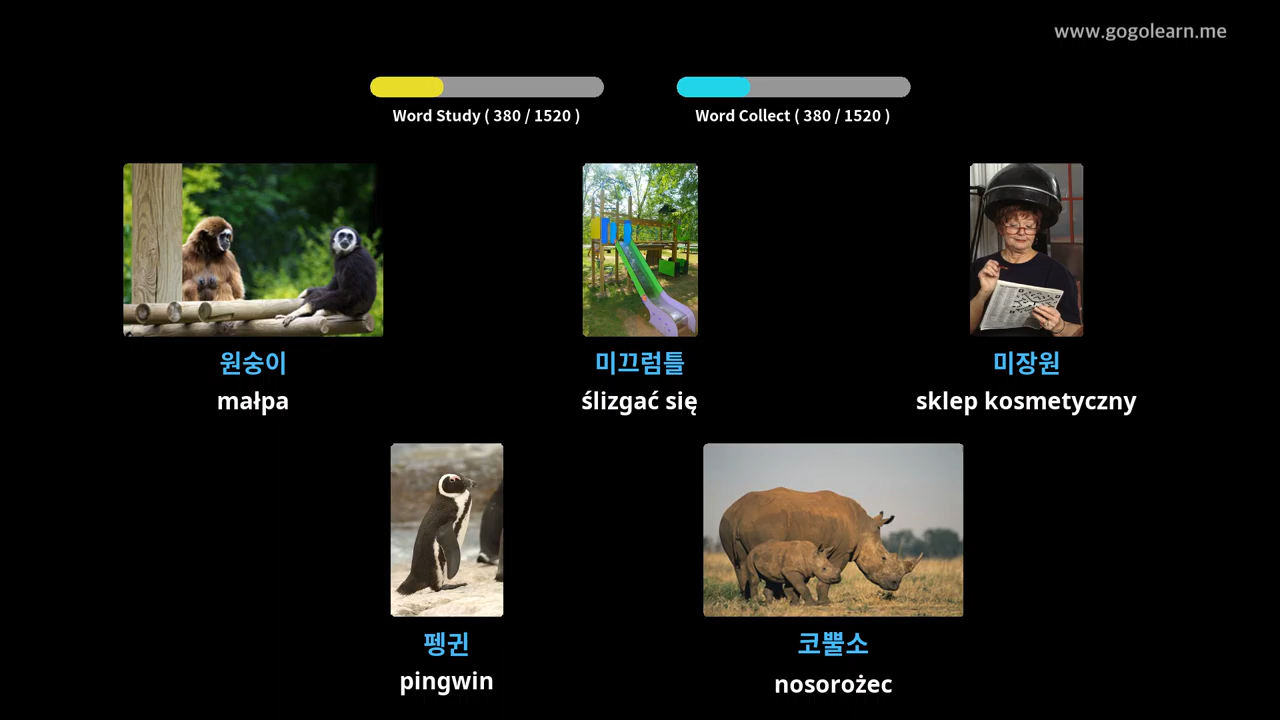 www.gogolearn.me
Word Study ( 380 / 1520 )
Word Collect ( 380 / 1520 )
원숭이
małpa
미끄럼틀
ślizgać się
미장원
sklep kosmetyczny
펭귄
pingwin
코뿔소
nosorożec